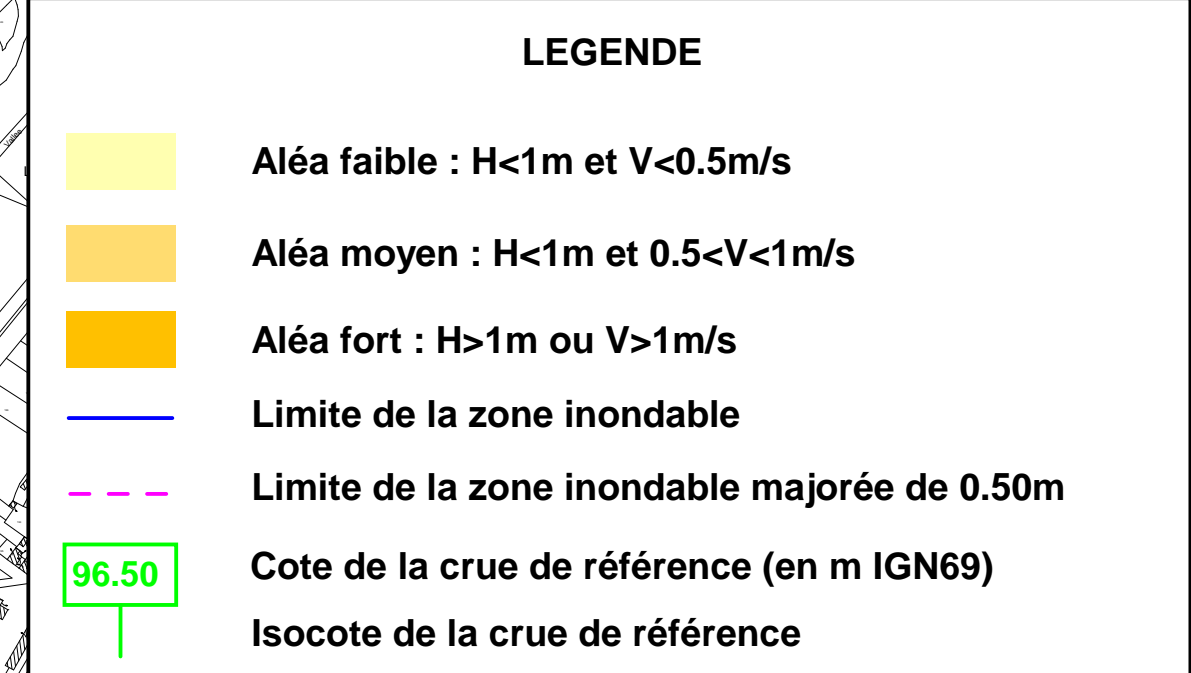 LEGENDE
Vallée
Aléa faible : H<1m et V<0.5m/s
Aléa moyen : H<1m et 0.5<V<1m/s
Aléa fort : H>1m ou V>1m/s
Limite de la zone inondable
Limite de la zone inondable majorée de 0.50m
96.50
Cote de la crue de référence (en m IGN69)
Isocote de la crue de référence